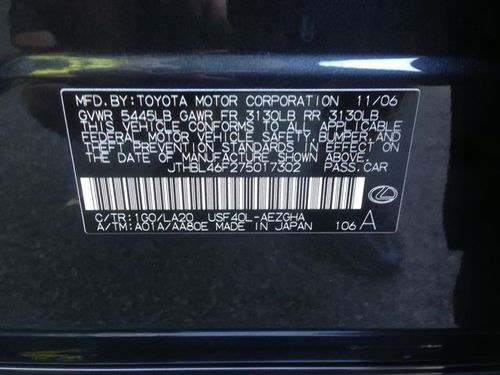 MFD. BY: TOYOTA MOTOR CORPORATION 11/06
GVWR 5445LB GAWR FR 3130LB RR 3130LB
THIS VEHICLE CONFORMS TO ALL APPLICABLE
FEDERAL MOTOR VEHICLE SAFETY, BUMPER, AND
THEFT PREVENTION STANDARDS IN EFFECT ON
THE DATE OF MANUFACTURE SHOWN ABOVE.
JTHBL46F275017302 PASS.CAR
C/TR: 1G0/LA20 USF40L-AEZGHA
A/TM: A01A/AA80E MADE IN JAPAN 106 A